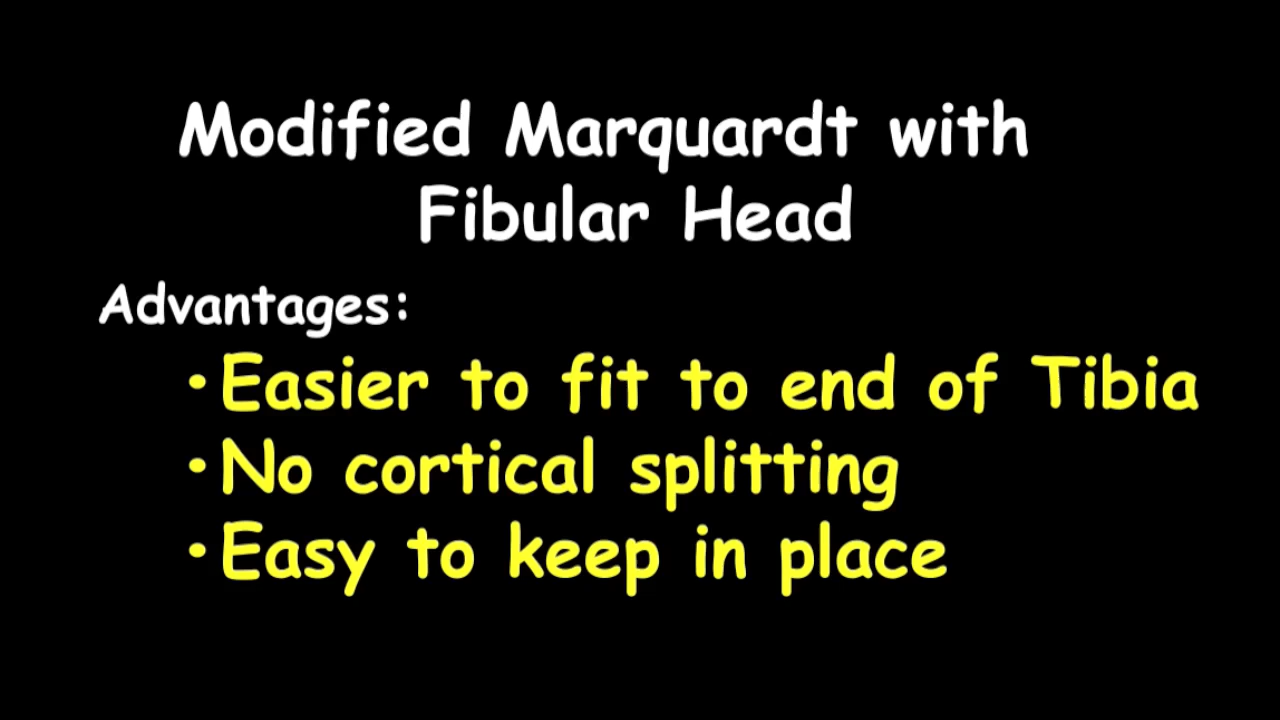 Modified Marquardt with
Fibular Head
Advantages:
•Easier to fit to end of Tibia
•No cortical splitting
•Easy to keep in place